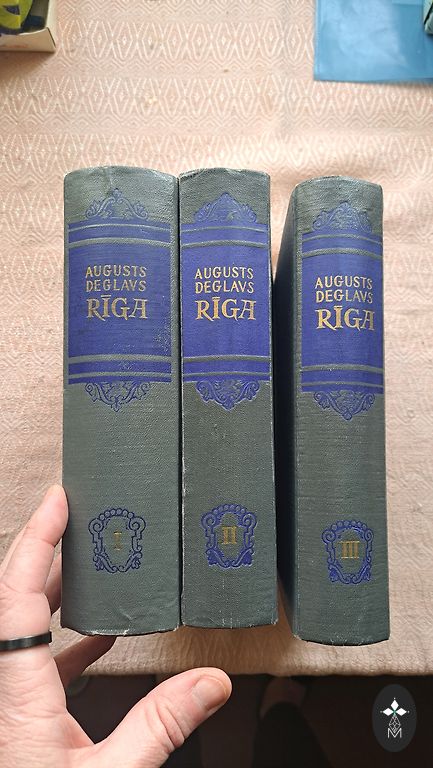 AUGUSTS
DEGLAVS
RĪGA
I
AUGUSTS
DEGLAVS
RĪGA
II
AUGUSTS
DEGLAVS
RĪGA
III